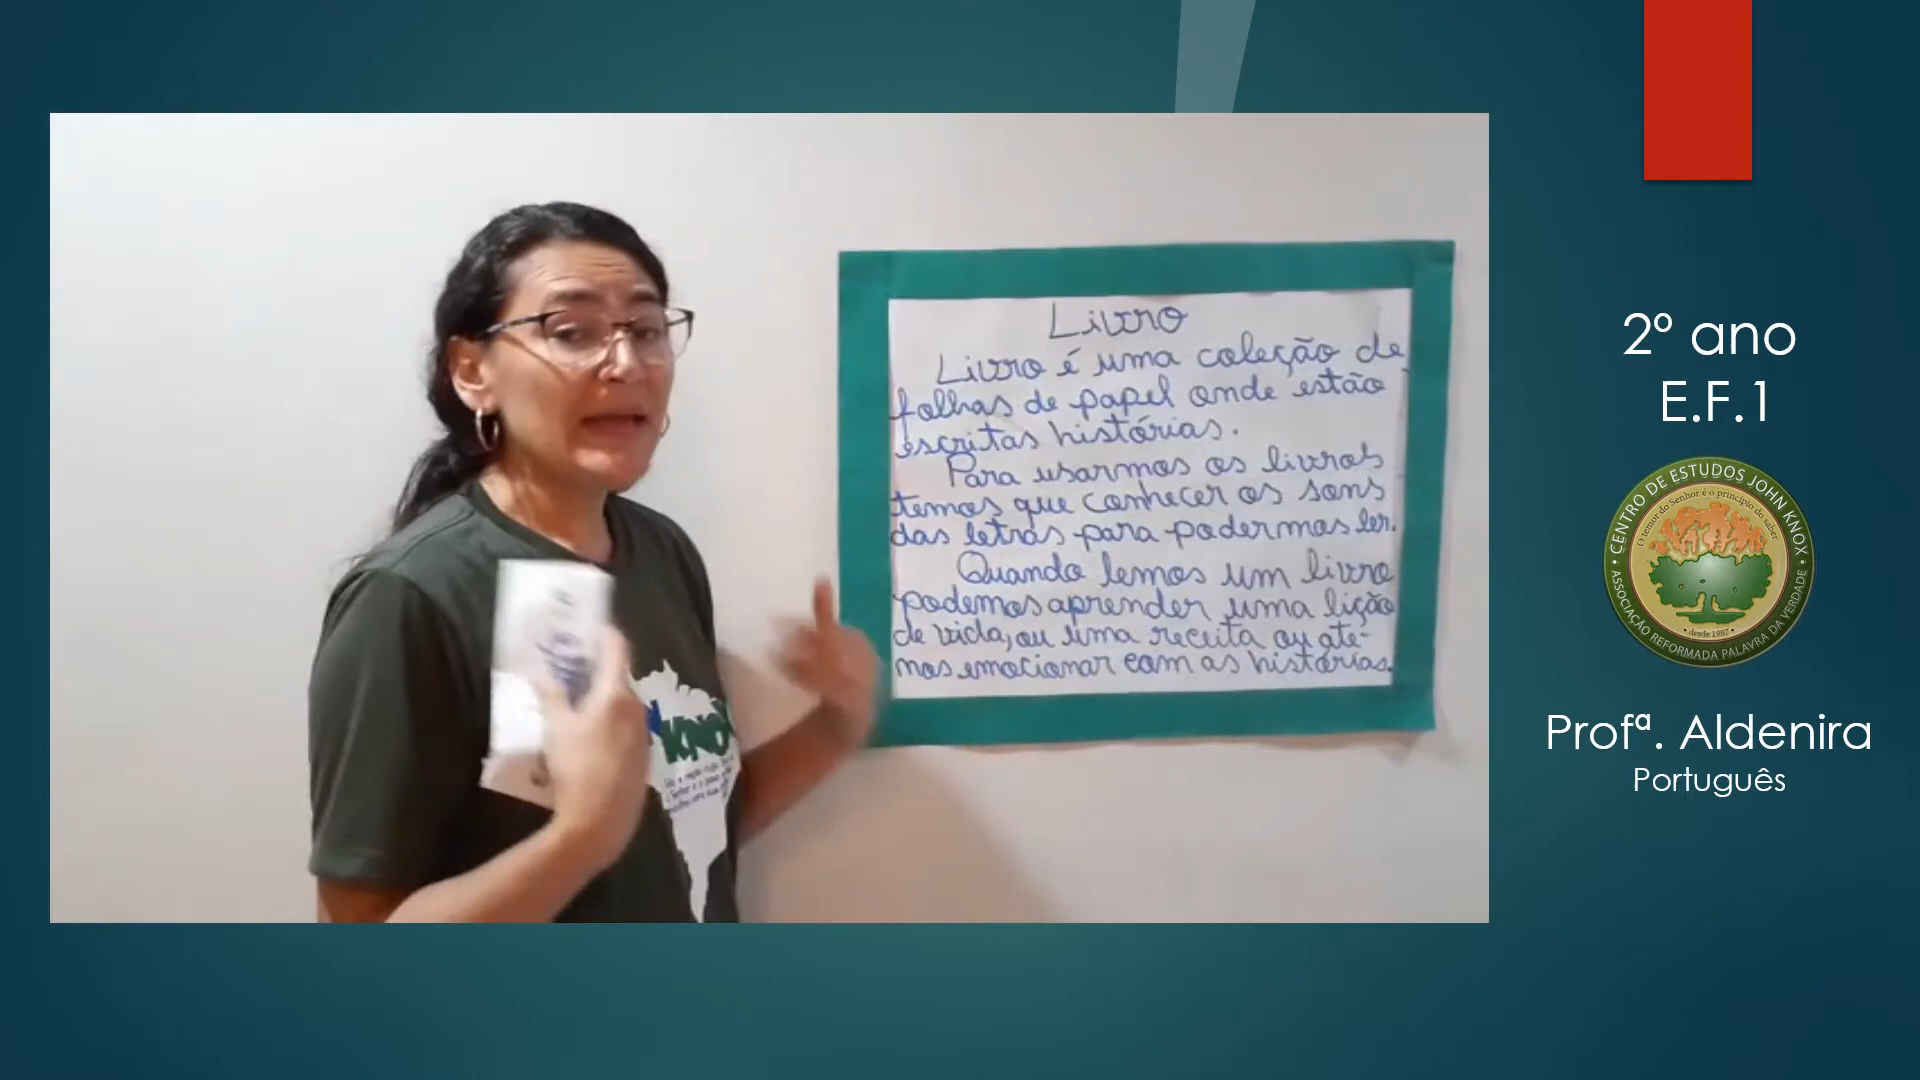 Livro
Livro é uma coleção de
folhas de papel onde estão
escritas histórias.
Para usarmos os livros
temos que conhecer os sons
das letras para podermos ler.
Quando lemos um livro
podemos aprender uma lição
de vida, ou uma receita ou até
nos emocionar com as histórias.
KNOX
2º ano
E.F.1
CENTRO DE ESTUDOS JOHN KNOX
O temor do Senhor é o princípio do saber
desde 1987
ASSOCIAÇÃO REFORMADA PALAVRA DA VERDADE
Profª. Aldenira
Português